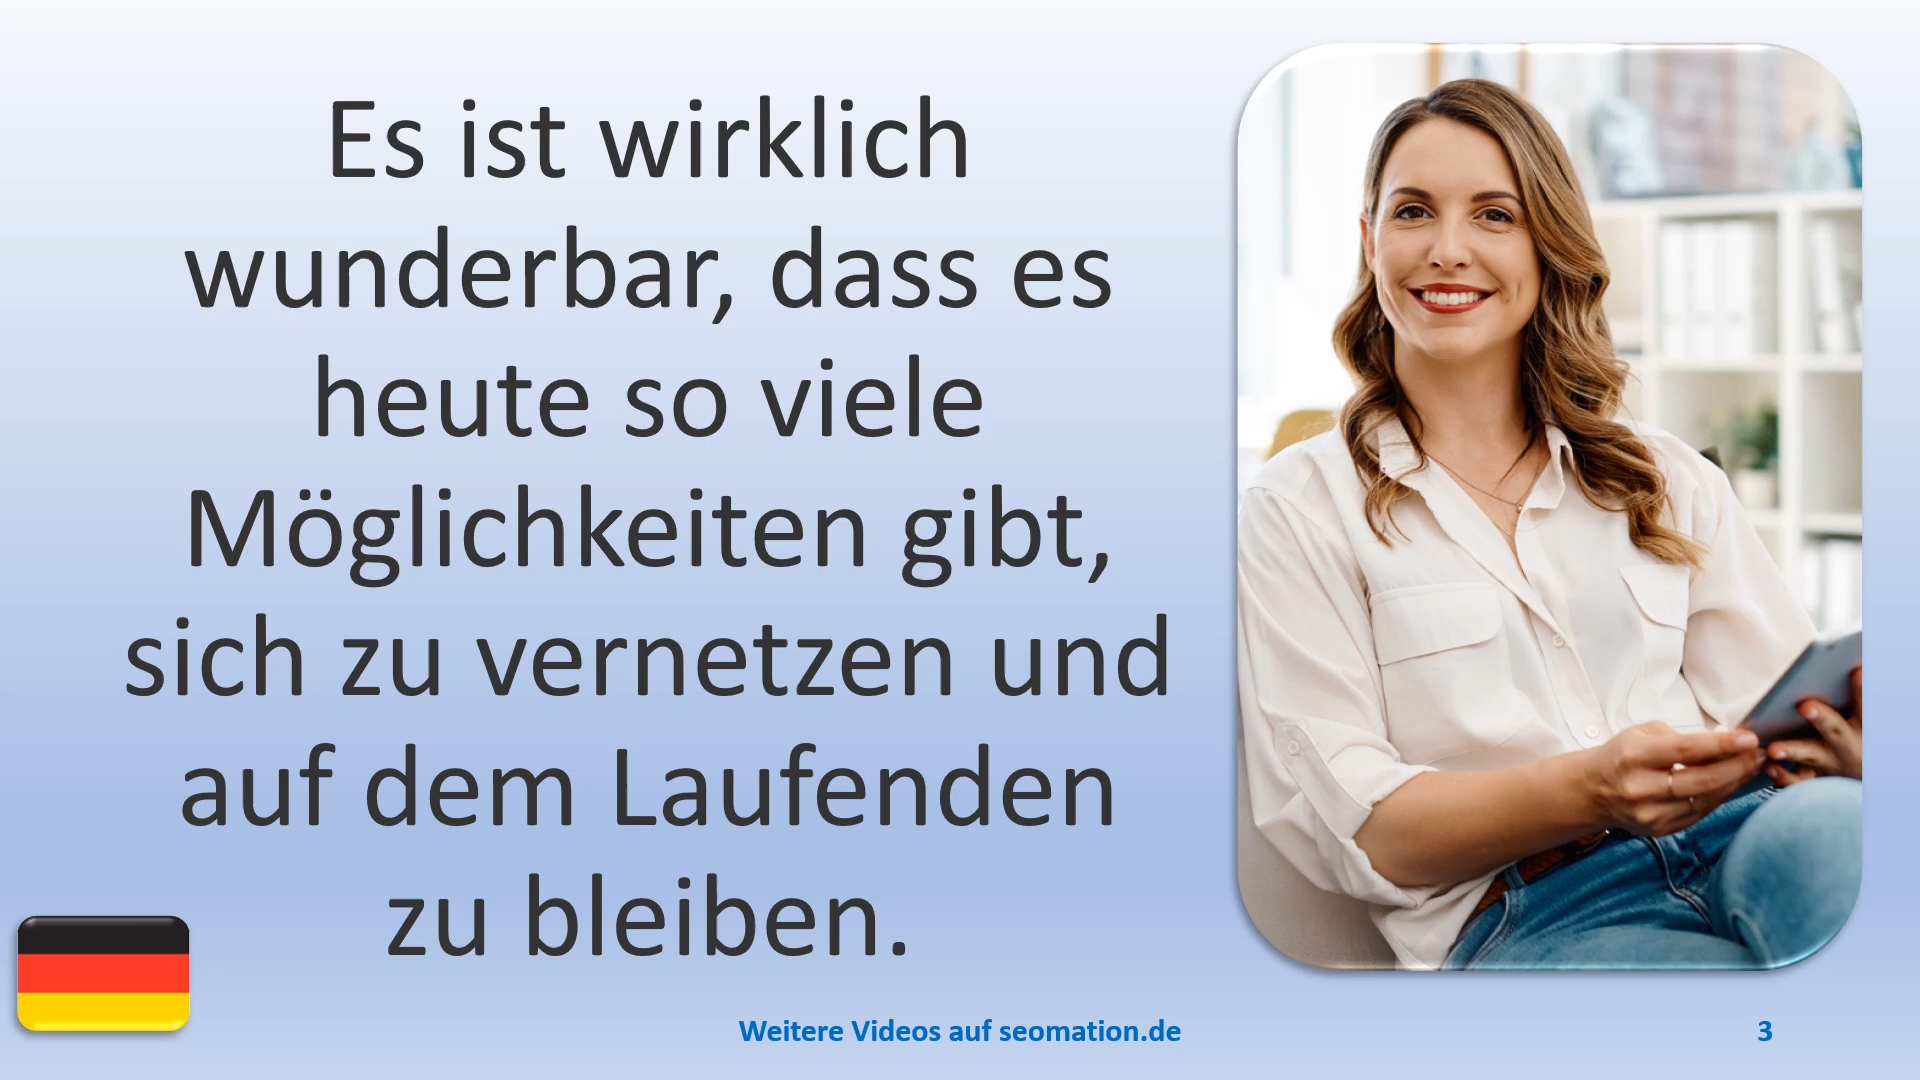 Es ist wirklich
wunderbar, dass es
heute so viele
Möglichkeiten gibt,
sich zu vernetzen und
auf dem Laufenden
zu bleiben.
Weitere Videos auf seomation.de
3